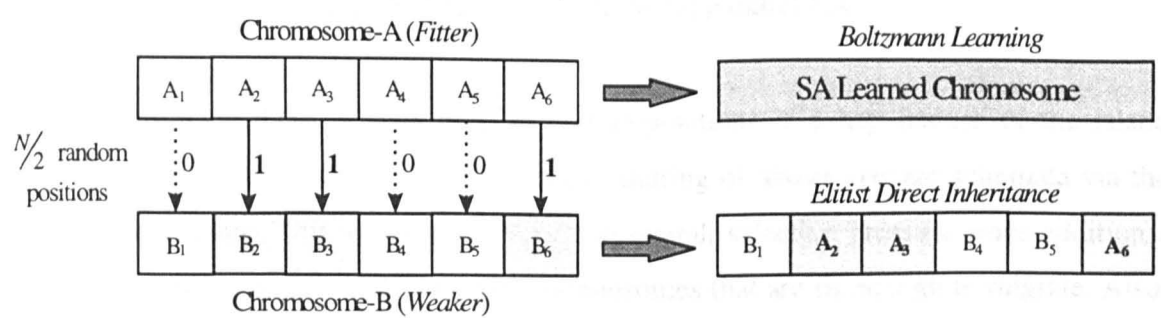 Chromosome-A (Fitter)
Boltzmann Learning
A₁ A₂ A₃ A₄ A₅ A₆
SA Learned Chromosome
N/2 random
positions
0 1 1 0 0 1
Elitist Direct Inheritance
B₁ B₂ B₃ B₄ B₅ B₆
B₁ A₂ A₃ B₄ B₅ A₆
Chromosome-B (Weaker)